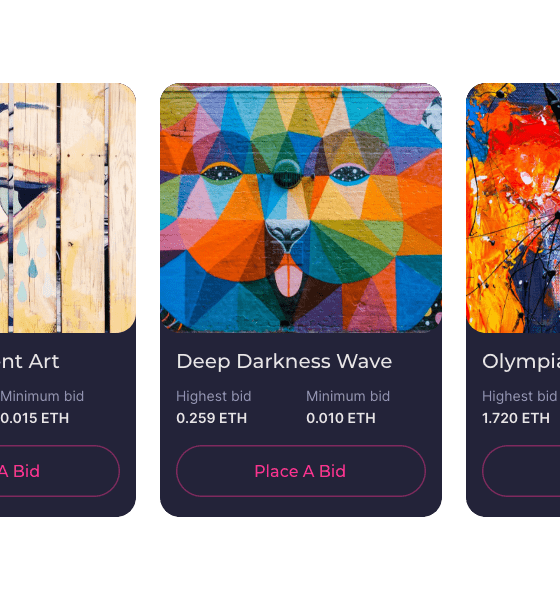 nt Art
Minimum bid
0.015 ETH
A Bid
Deep Darkness Wave
Highest bid Minimum bid
0.259 ETH 0.010 ETH
Place A Bid
Olympia
Highest bid
1.720 ETH